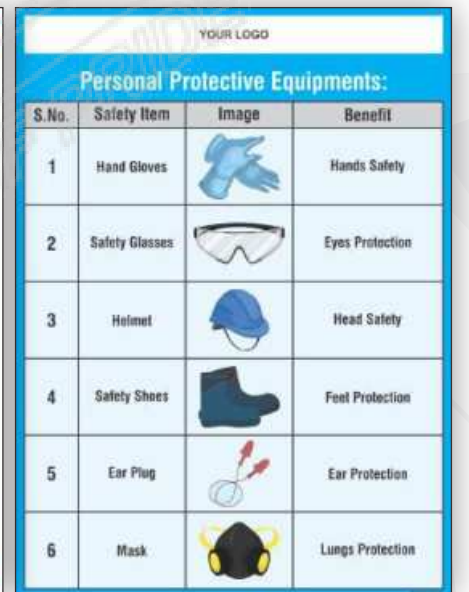 YOUR LOGO
Personal Protective Equipments:
S.No. Safety Item Image Benefit
1 Hand Gloves Hands Safety
2 Safety Glasses Eyes Protection
3 Helmet Head Safety
4 Safety Shoes Feet Protection
5 Ear Plug Ear Protection
6 Mask Lungs Protection